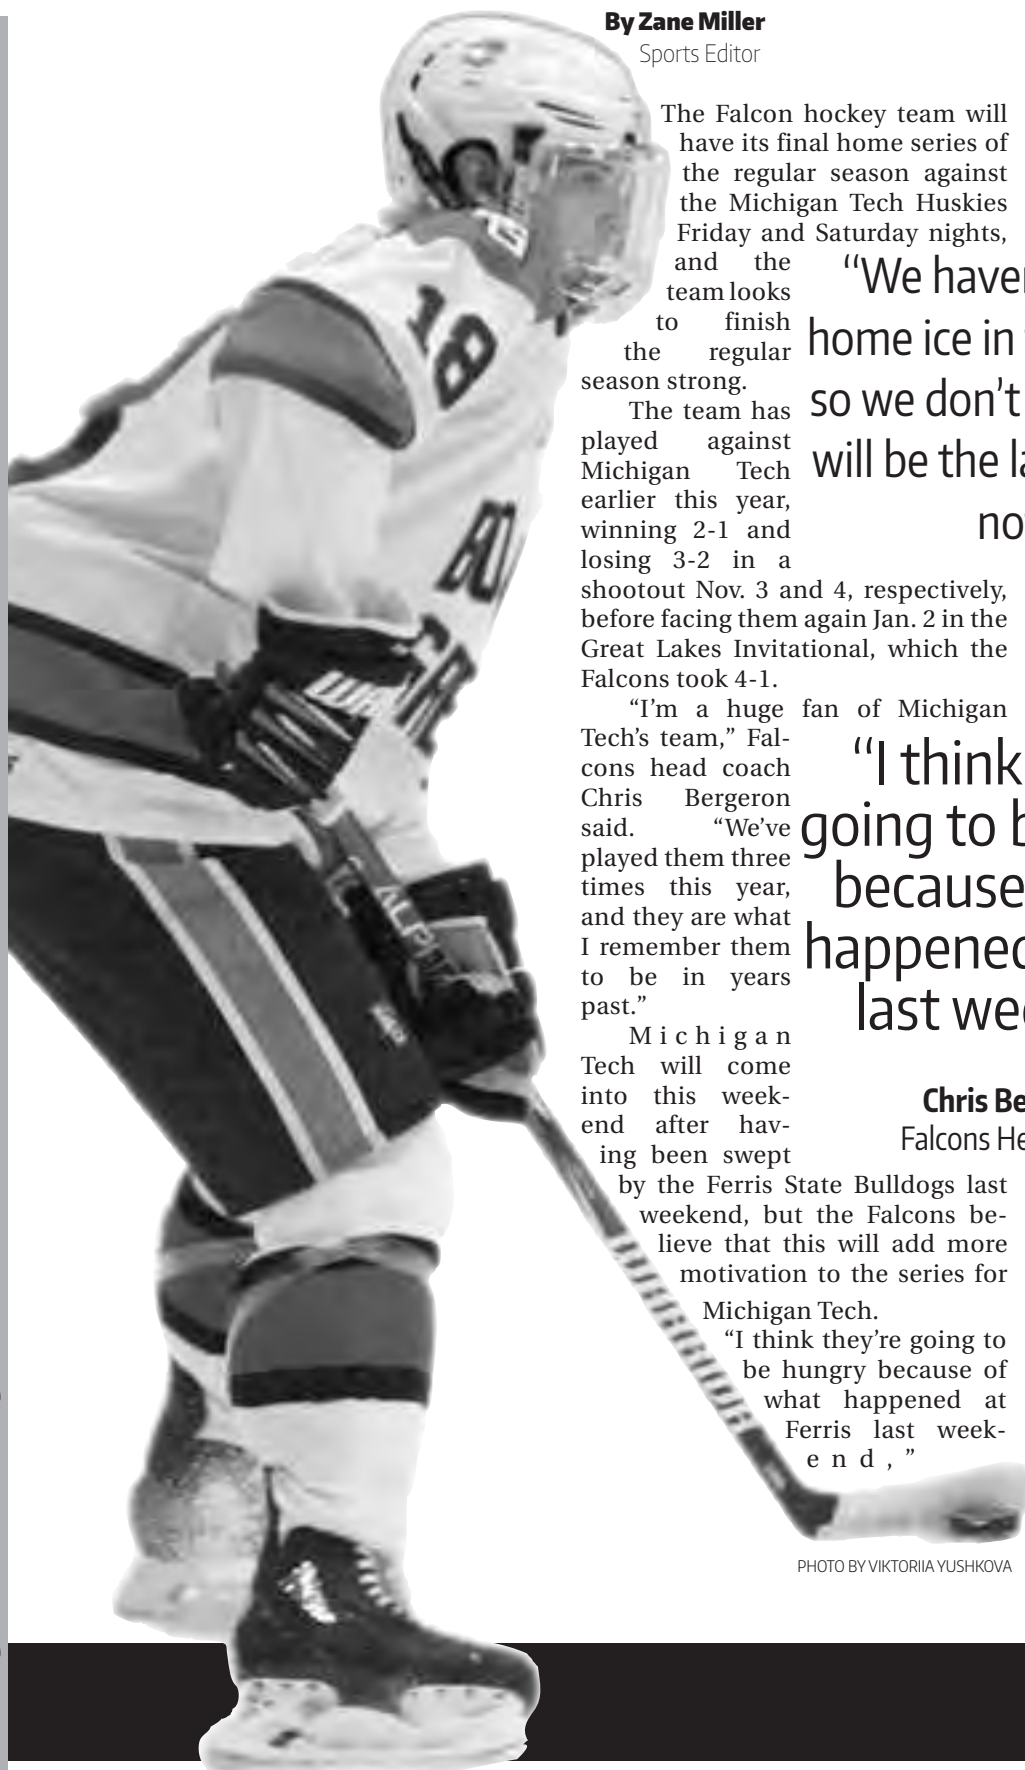 By Zane Miller
Sports Editor
The Falcon hockey team will
have its final home series of
the regular season against
the Michigan Tech Huskies
Friday and Saturday nights,
and the
team looks
to finish
the regular
season strong.
The team has
played against
Michigan Tech
earlier this year,
winning 2-1 and
losing 3-2 in a
shootout Nov. 3 and 4, respectively,
before facing them again Jan. 2 in the
Great Lakes Invitational, which the
Falcons took 4-1.
“I’m a huge fan of Michigan
Tech’s team,” Fal-
cons head coach
Chris Bergeron
said. “We’ve
played them three
times this year,
and they are what
I remember them
to be in years
past.”
Michigan
Tech will come
into this week-
end after hav-
ing been swept
by the Ferris State Bulldogs last
weekend, but the Falcons be-
lieve that this will add more
motivation to the series for
Michigan Tech.
“I think they’re going to
be hungry because of
what happened at
Ferris last week-
end,”
“We have
home ice in
so we don’t
will be the
“I think
going to
because
happened
last
Chris
Falcons
PHOTO BY VIKTORIIA YUSHKOVA
18